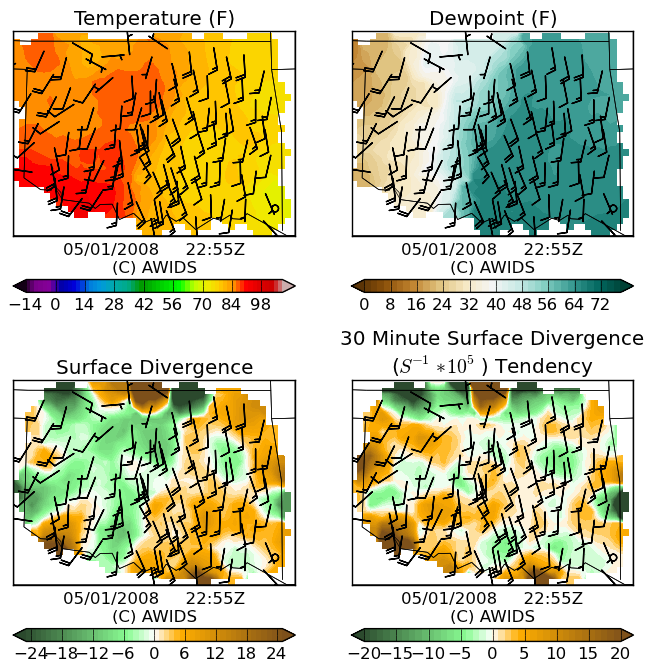 Temperature (F)
Dewpoint (F)
05/01/2008 22:55Z
(C) AWIDS
05/01/2008 22:55Z
(C) AWIDS
−14 0 14 28 42 56 70 84 98
0 8 16 24 32 40 48 56 64 72
Surface Divergence
30 Minute Surface Divergence
(S⁻¹ ∗10⁵ ) Tendency
05/01/2008 22:55Z
(C) AWIDS
05/01/2008 22:55Z
(C) AWIDS
−24 −18 −12 −6 0 6 12 18 24
−20 −15 −10 −5 0 5 10 15 20